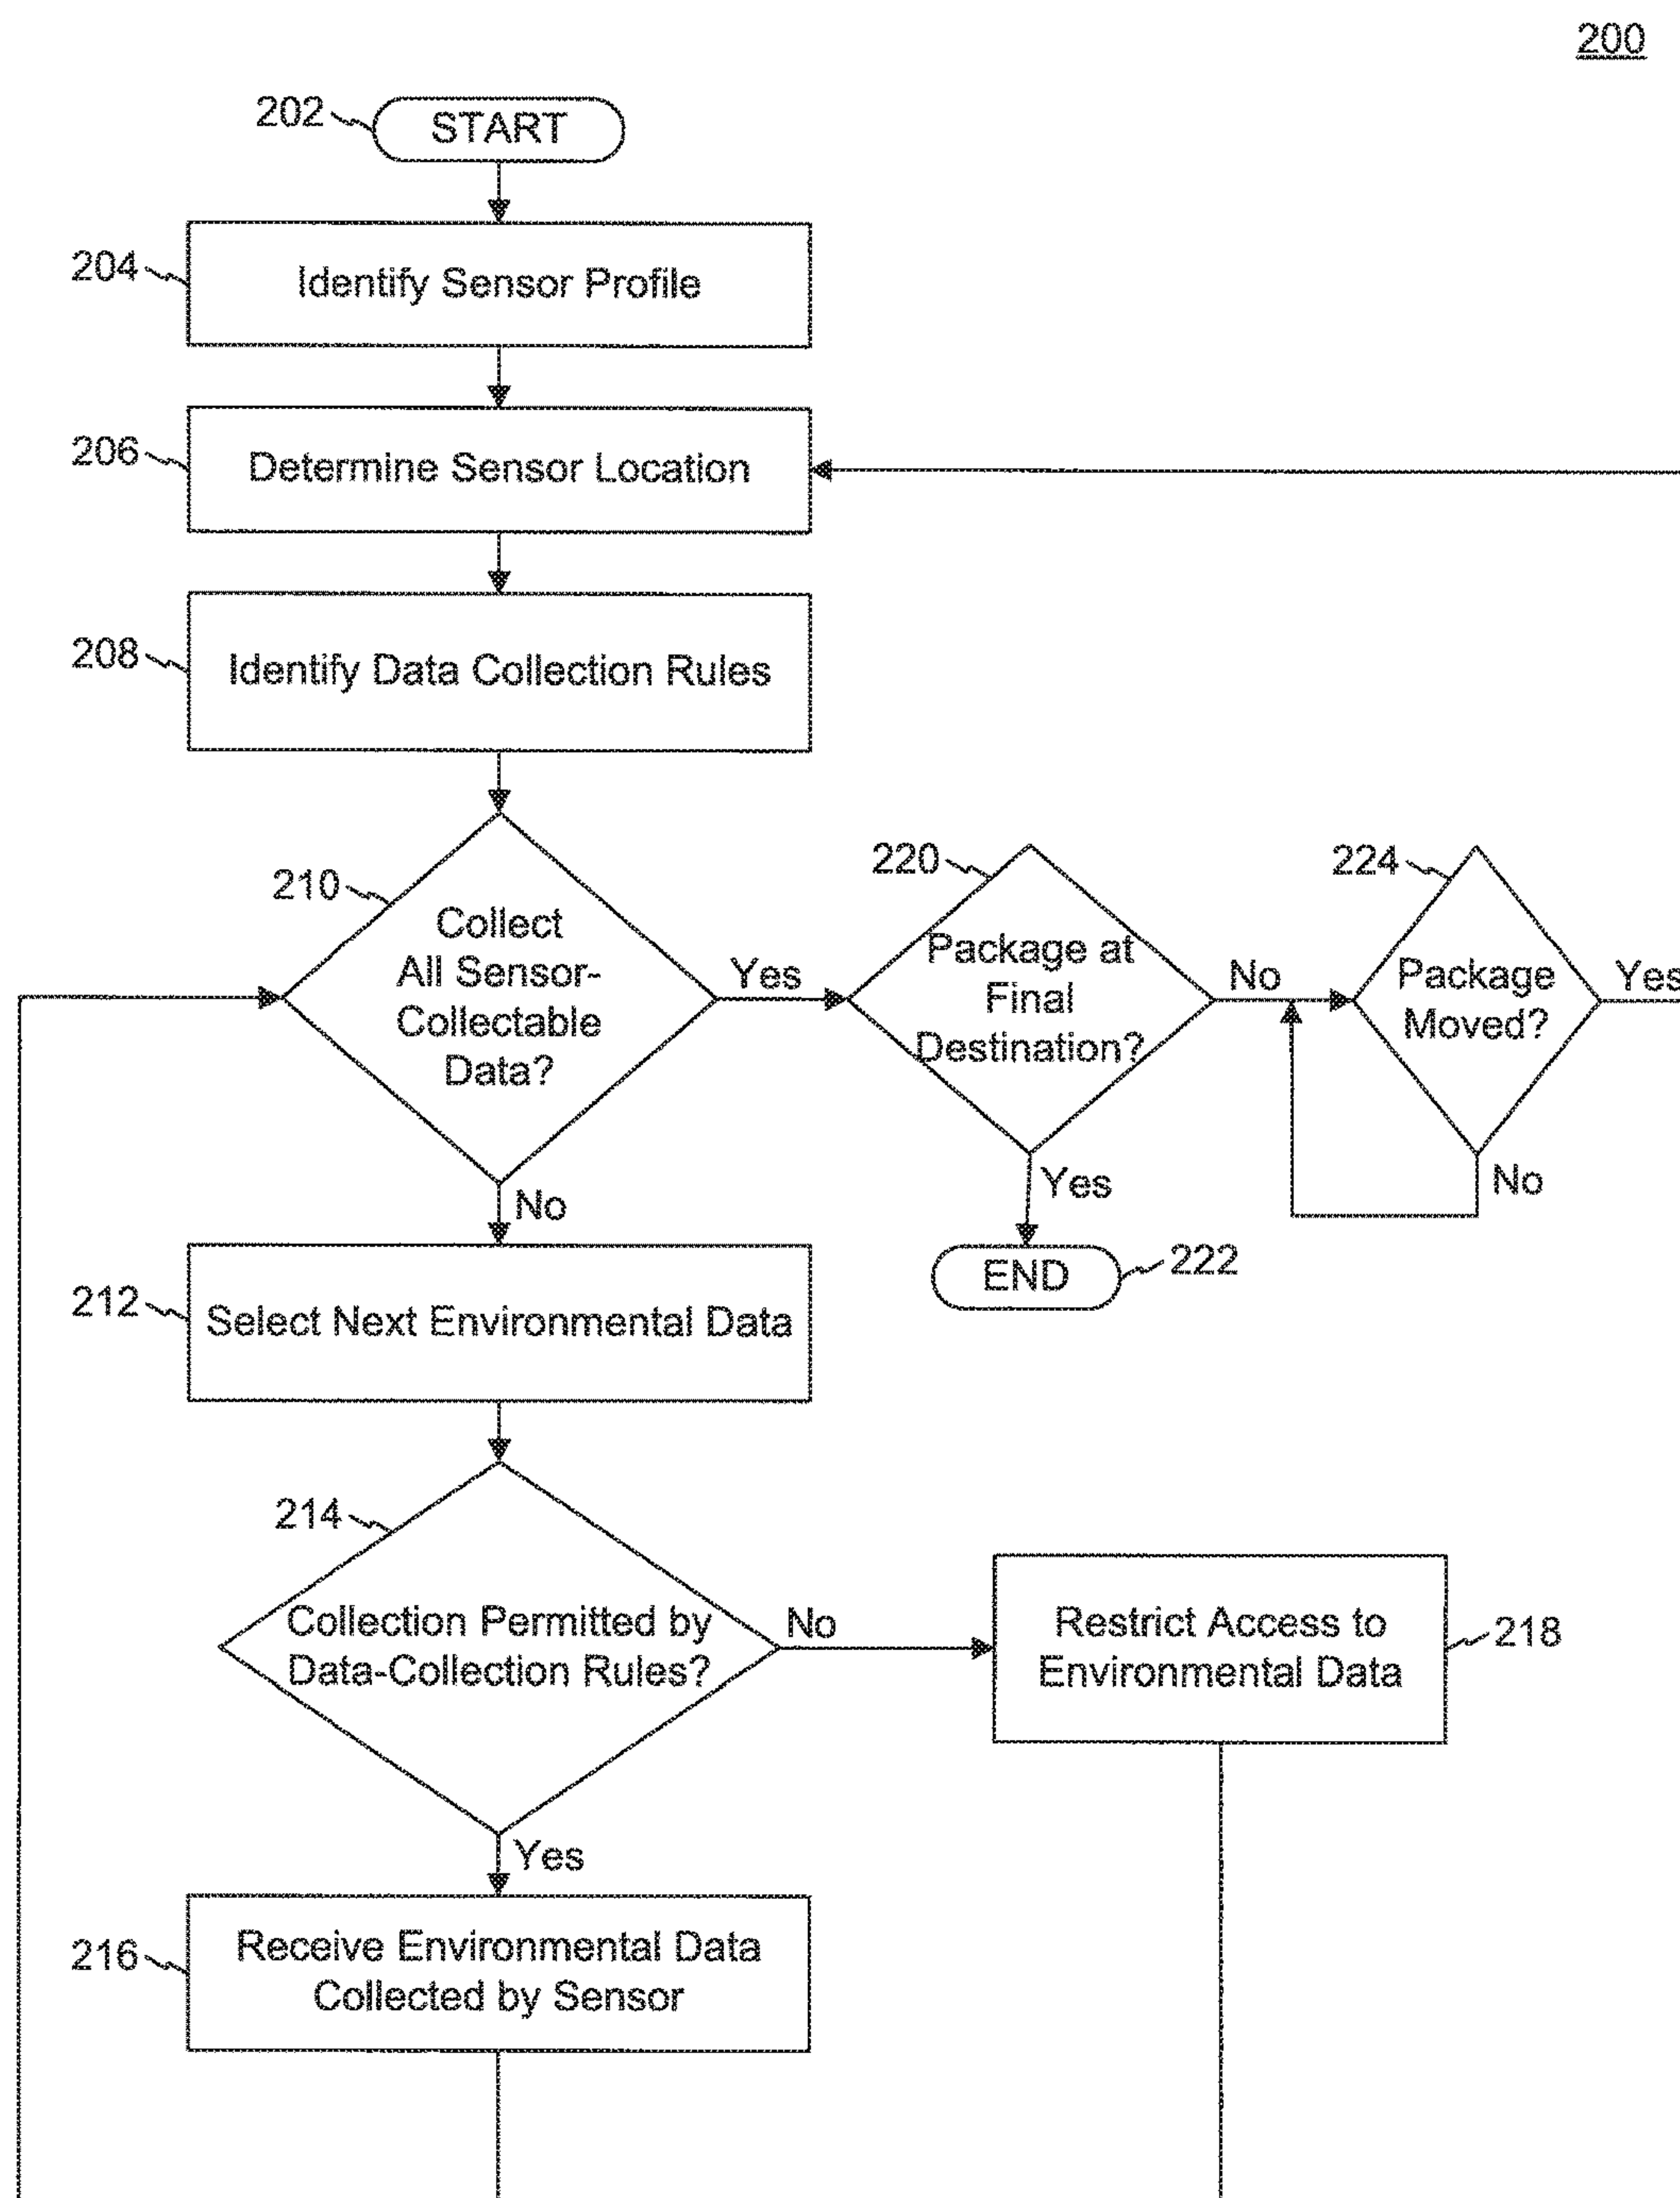 200
202
START
204
Identify Sensor Profile
206
Determine Sensor Location
208
Identify Data Collection Rules
210
Collect
All Sensor-
Collectable
Data?
Yes
No
220
Package at
Final
Destination?
No
Yes
224
Package
Moved?
Yes
No
END
222
212
Select Next Environmental Data
214
Collection Permitted by
Data-Collection Rules?
No
Yes
Restrict Access to
Environmental Data
218
216
Receive Environmental Data
Collected by Sensor